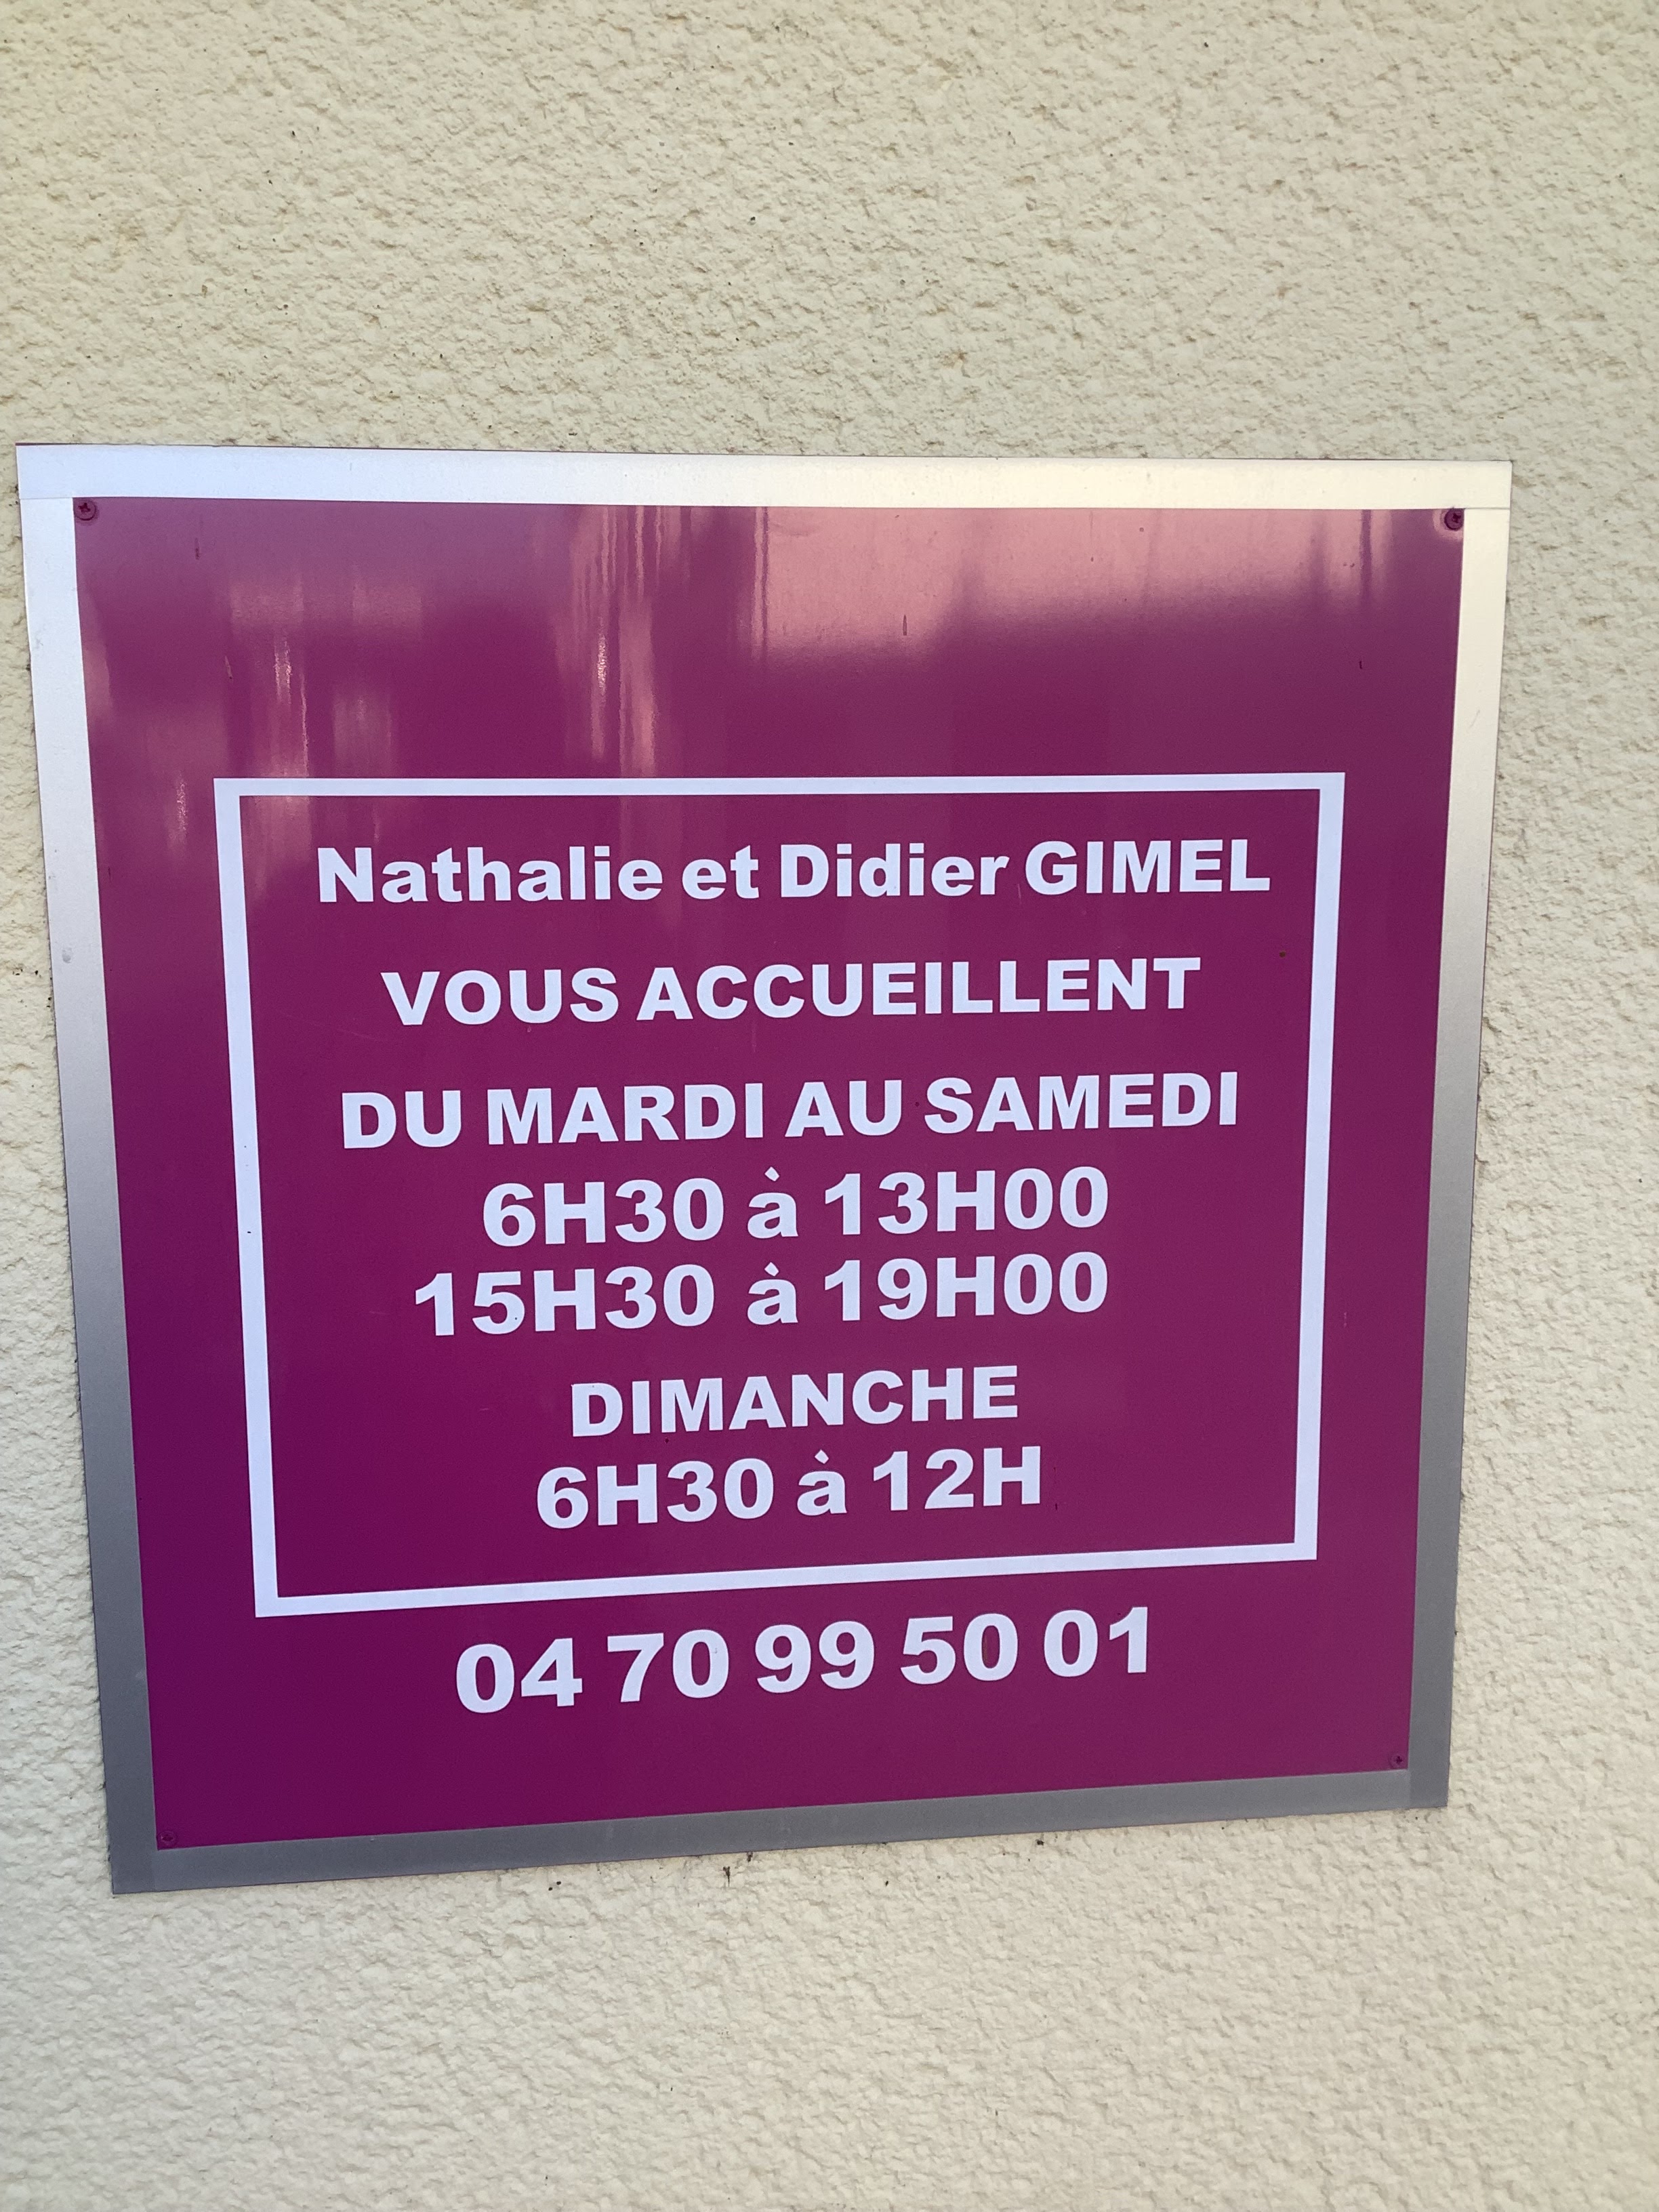 Nathalie et Didier GIMEL
VOUS ACCUEILLENT
DU MARDI AU SAMEDI
6H30 à 13H00
15H30 à 19H00
DIMANCHE
6H30 à 12H
04 70 99 50 01